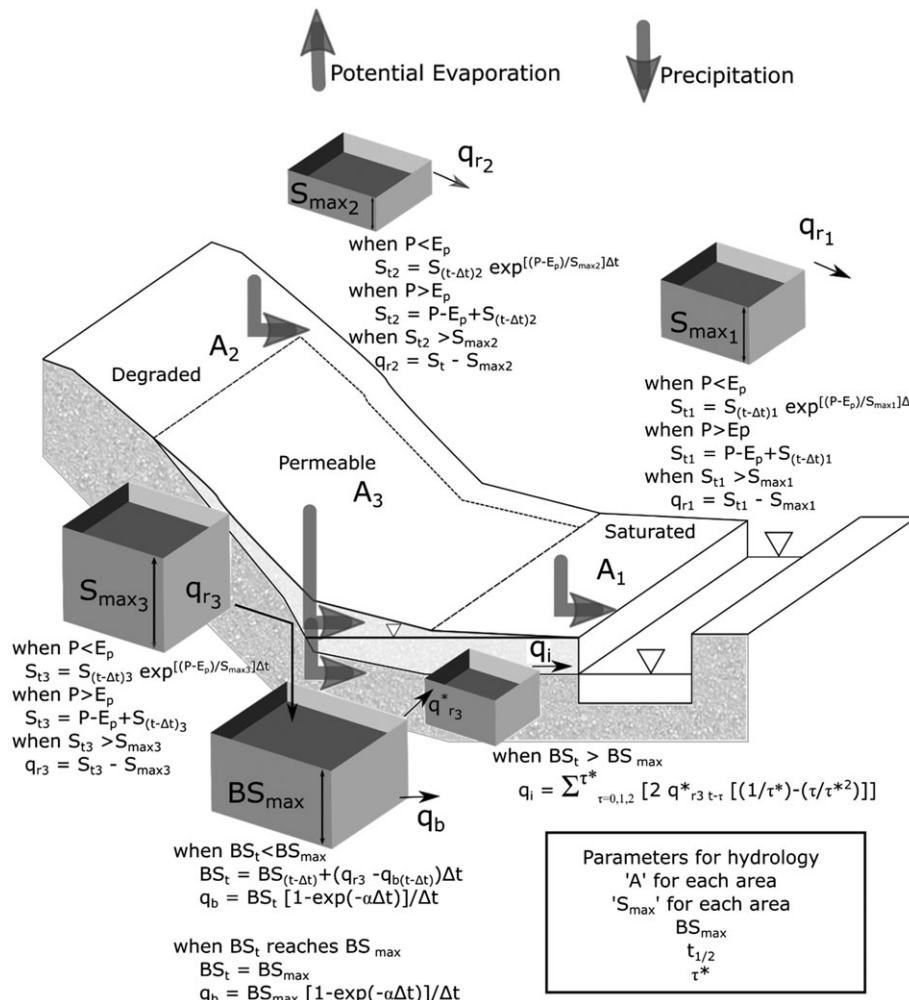 Potential Evaporation
Precipitation
q_r2
S_max2
when P<E_p
S_t2 = S_(t-Δt)2 exp^[(P-E_p)/S_max2]Δt
when P>E_p
S_t2 = P-E_p+S_(t-Δt)2
when S_t2 >S_max2
q_r2 = S_t - S_max2
q_r1
S_max1
when P<E_p
S_t1 = S_(t-Δt)1 exp^[(P-E_p)/S_max1]Δ
when P>Ep
S_t1 = P-E_p+S_(t-Δt)1
when S_t1 >S_max1
q_r1 = S_t1 - S_max1
A_2
Degraded
Permeable
A_3
Saturated
A_1
S_max3
q_r3
when P<E_p
S_t3 = S_(t-Δt)3 exp^[(P-E_p)/S_max3]Δt
when P>E_p
S_t3 = P-E_p+S_(t-Δt)3
when S_t3 >S_max3
q_r3 = S_t3 - S_max3
q_i
q*_r3
BS_max
q_b
when BS_t > BS_max
q_i = Σ^τ*_τ=0,1,2 [2 q*_r3 t-τ [(1/τ*)-(τ/τ*²)]]
when BS_t<BS_max
BS_t = BS_(t-Δt)+(q_r3 -q_b(t-Δt))Δt
q_b = BS_t [1-exp(-αΔt)]/Δt
when BS_t reaches BS_max
BS_t = BS_max
q_b = BS_max [1-exp(-αΔt)]/Δt
Parameters for hydrology
'A' for each area
'S_max' for each area
BS_max
t_1/2
τ*